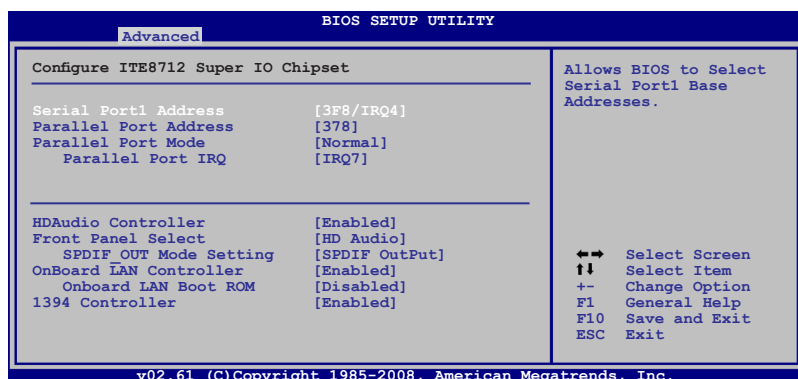 BIOS SETUP UTILITY
Advanced
Configure ITE8712 Super IO Chipset
Serial Port1 Address [3F8/IRQ4]
Parallel Port Address [378]
Parallel Port Mode [Normal]
Parallel Port IRQ [IRQ7]
HDAudio Controller [Enabled]
Front Panel Select [HD Audio]
SPDIF_OUT Mode Setting [SPDIF OutPut]
OnBoard LAN Controller [Enabled]
Onboard LAN Boot ROM [Disabled]
1394 Controller [Enabled]
Allows BIOS to Select
Serial Port1 Base
Addresses.
←→ Select Screen
↑↓ Select Item
+- Change Option
F1 General Help
F10 Save and Exit
ESC Exit
v02.61 (C)Copyright 1985-2008, American Megatrends, Inc.